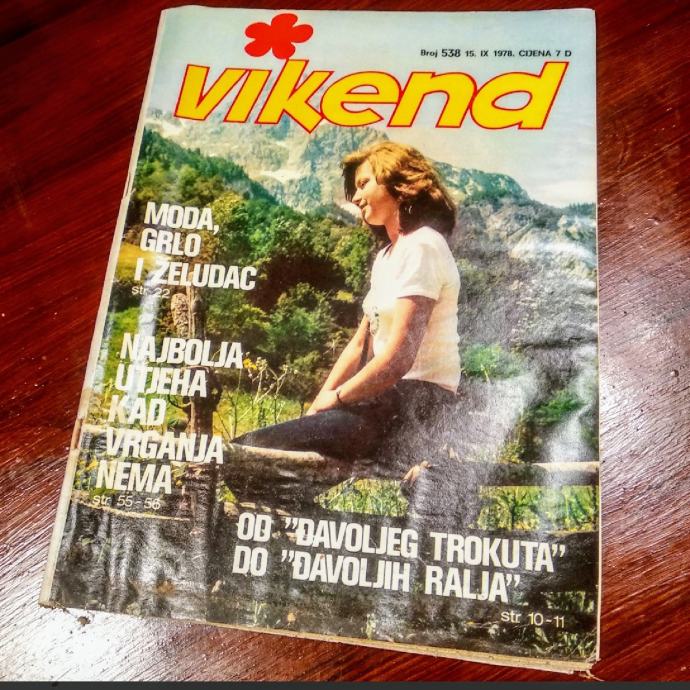 Broj 538 15. IX 1978. CIJENA 7 D
vikend
MODA,
GRLO
I ŽELUDAC
str. 22
NAJBOLJA
UTJEHA
KAD
VRGANJA
NEMA
str 55-56
OD "ĐAVOLJEG TROKUTA"
DO "ĐAVOLJIH RALJA"
str 10-11